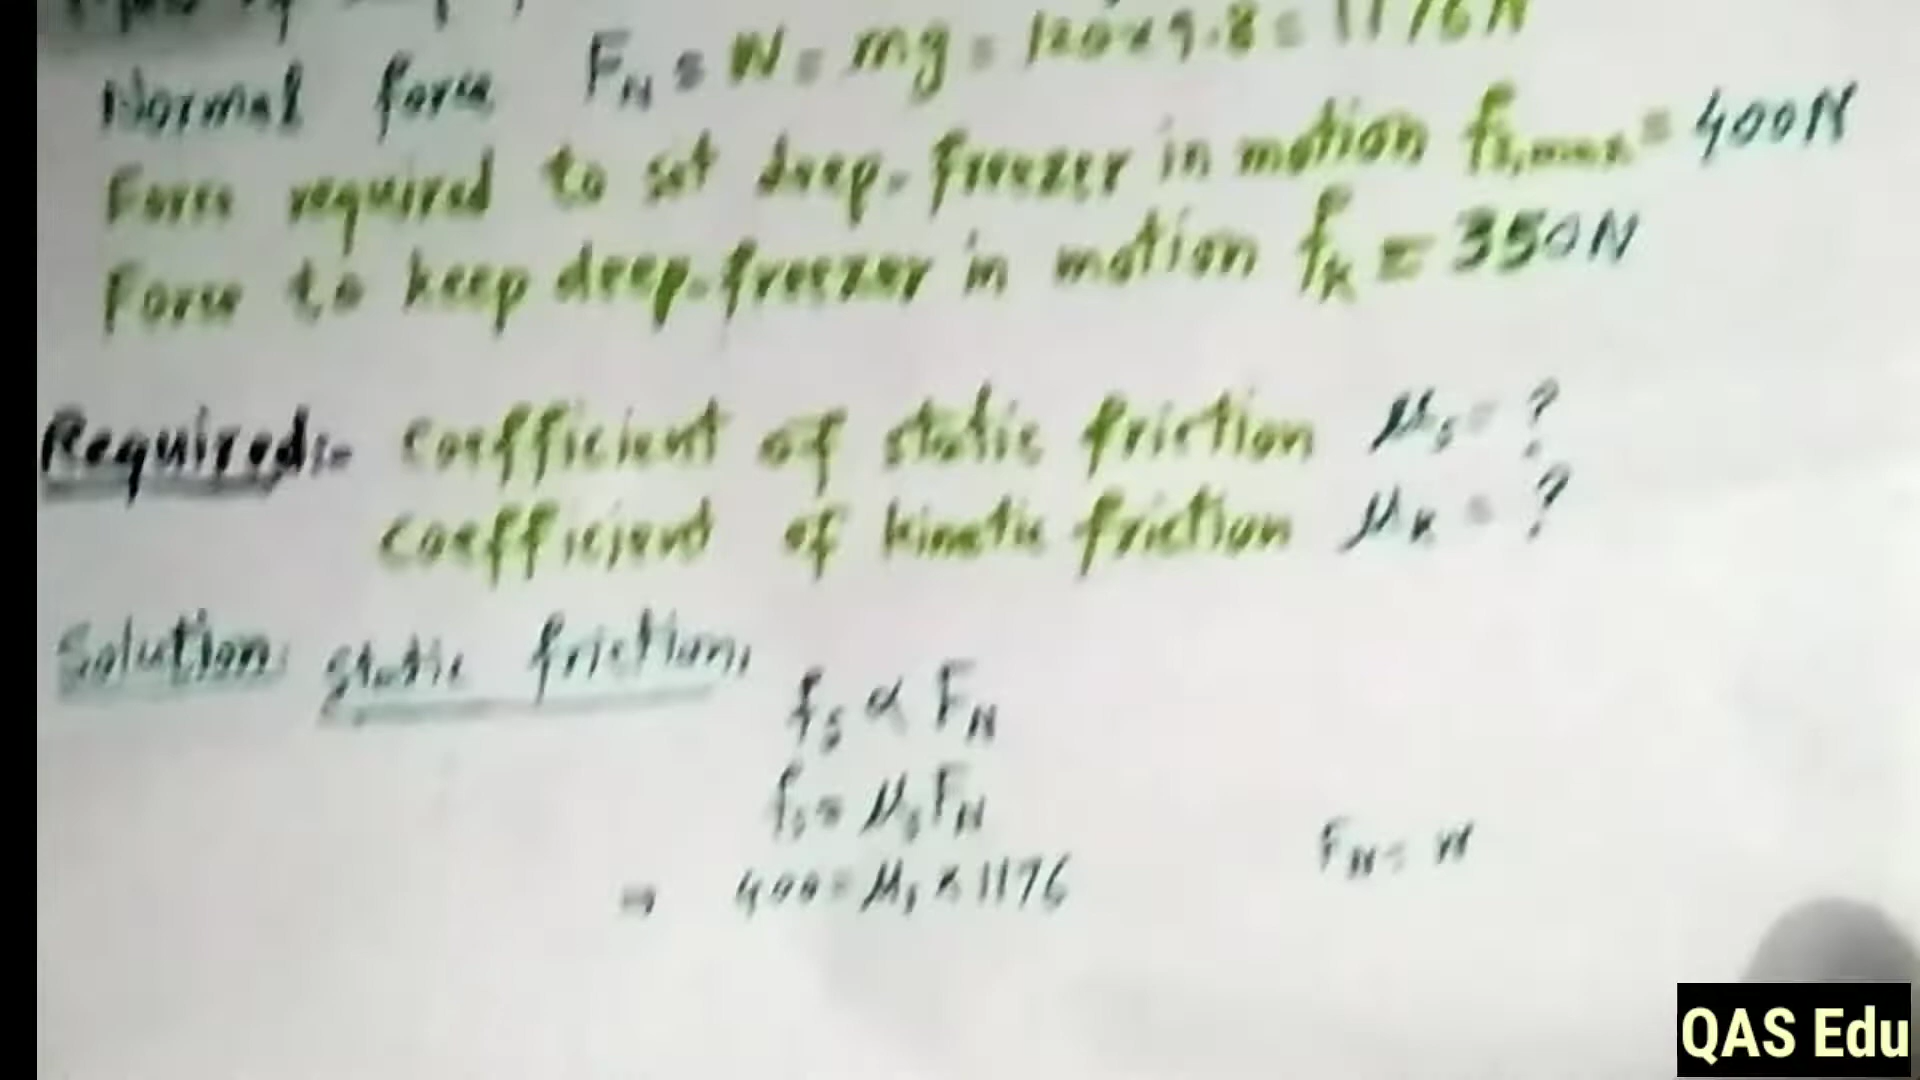 Normal force F_N = W = mg = 120 x 9.8 = 1176 N
Force required to set deep-freezer in motion f_s,max = 400N
Force to keep deep-freezer in motion f_k = 350N
Required:- Coefficient of static friction μ_s = ?
Coefficient of kinetic friction μ_k = ?
Solution: static friction,
f_s ∝ F_N
f_s = μ_s F_N
⇒ 400 = μ_s x 1176 F_N = W
QAS Edu